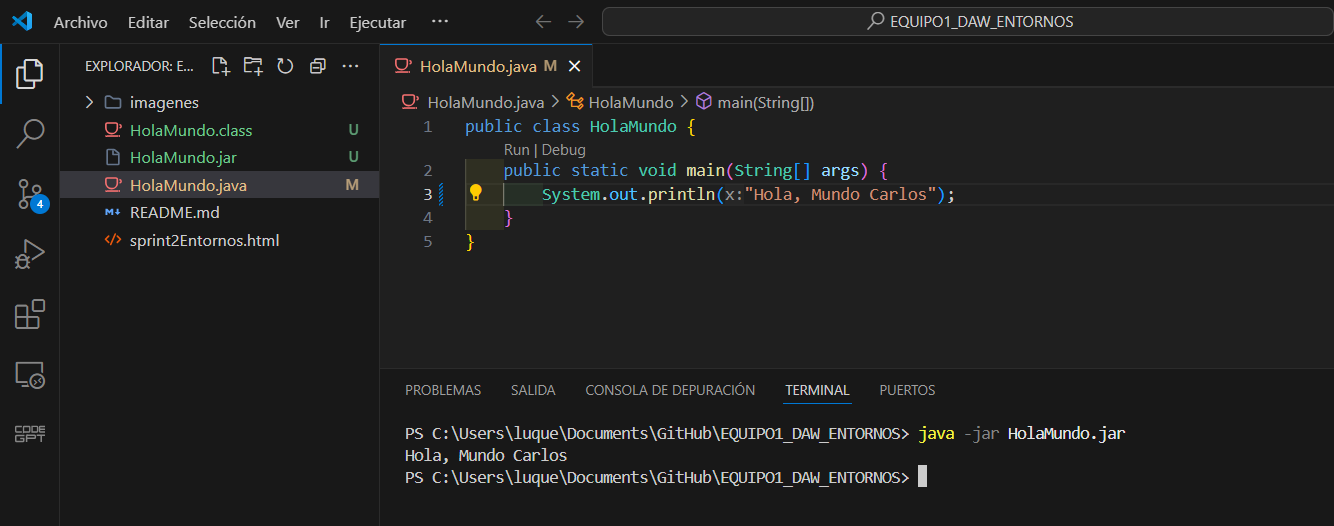 Archivo Editar Selección Ver Ir Ejecutar ··· EQUIPO1_DAW_ENTORNOS
EXPLORADOR: E... ···
imagenes
HolaMundo.class U
HolaMundo.jar U
HolaMundo.java M
README.md
sprint2Entornos.html
4
CODE
GPT
HolaMundo.java M
HolaMundo.java > HolaMundo > main(String[])
1 public class HolaMundo {
Run | Debug
2 public static void main(String[] args) {
3 System.out.println(x:"Hola, Mundo Carlos");
4 }
5 }
PROBLEMAS SALIDA CONSOLA DE DEPURACIÓN TERMINAL PUERTOS
PS C:\Users\luque\Documents\GitHub\EQUIPO1_DAW_ENTORNOS> java -jar HolaMundo.jar
Hola, Mundo Carlos
PS C:\Users\luque\Documents\GitHub\EQUIPO1_DAW_ENTORNOS>